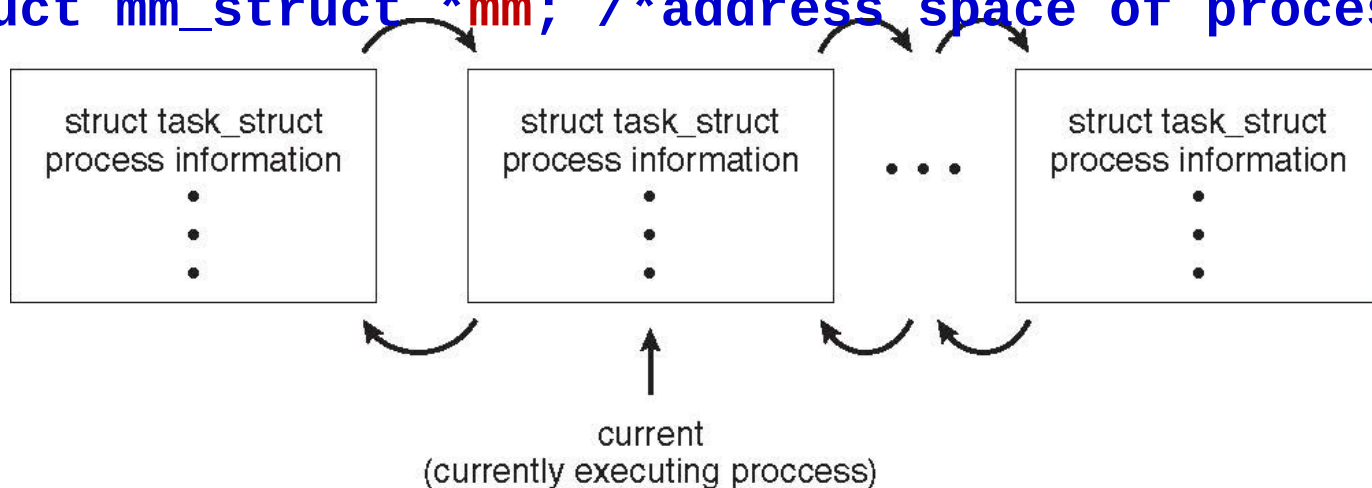 uct mm_struct *mm; /*address space of proces
struct task_struct
process information
struct task_struct
process information
. . .
struct task_struct
process information
current
(currently executing proccess)